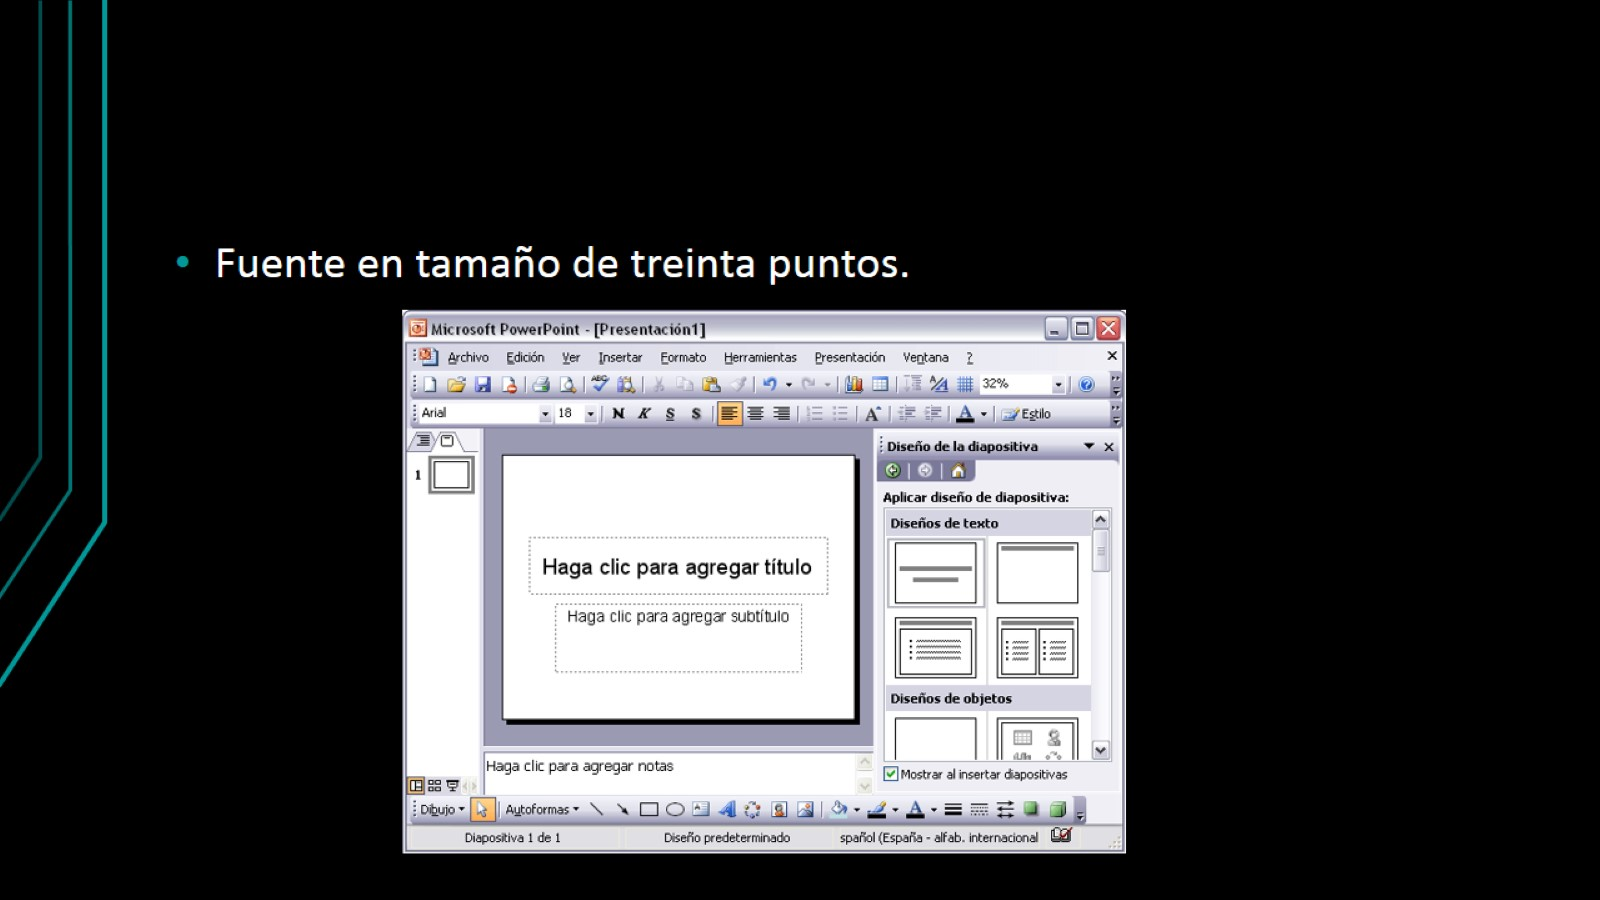 • Fuente en tamaño de treinta puntos.
Microsoft PowerPoint - [Presentación1]
Archivo Edición Ver Insertar Formato Herramientas Presentación Ventana ?
32%
Arial 18 N K S S A A Estilo
Diseño de la diapositiva
1
Aplicar diseño de diapositiva:
Diseños de texto
Haga clic para agregar título
Haga clic para agregar subtítulo
Diseños de objetos
Haga clic para agregar notas
Mostrar al insertar diapositivas
Dibujo Autoformas
Diapositiva 1 de 1 Diseño predeterminado spañol (España - alfab. internacional